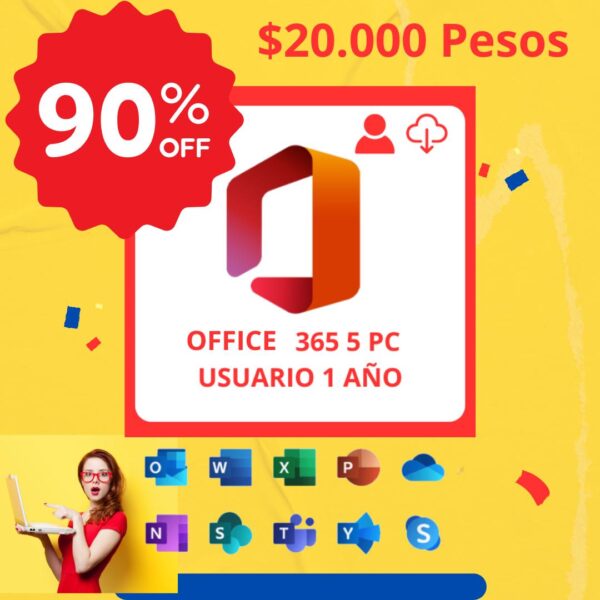 $20.000 Pesos
90%
OFF
OFFICE 365 5 PC
USUARIO 1 AÑO
O W X P
N S T Y S